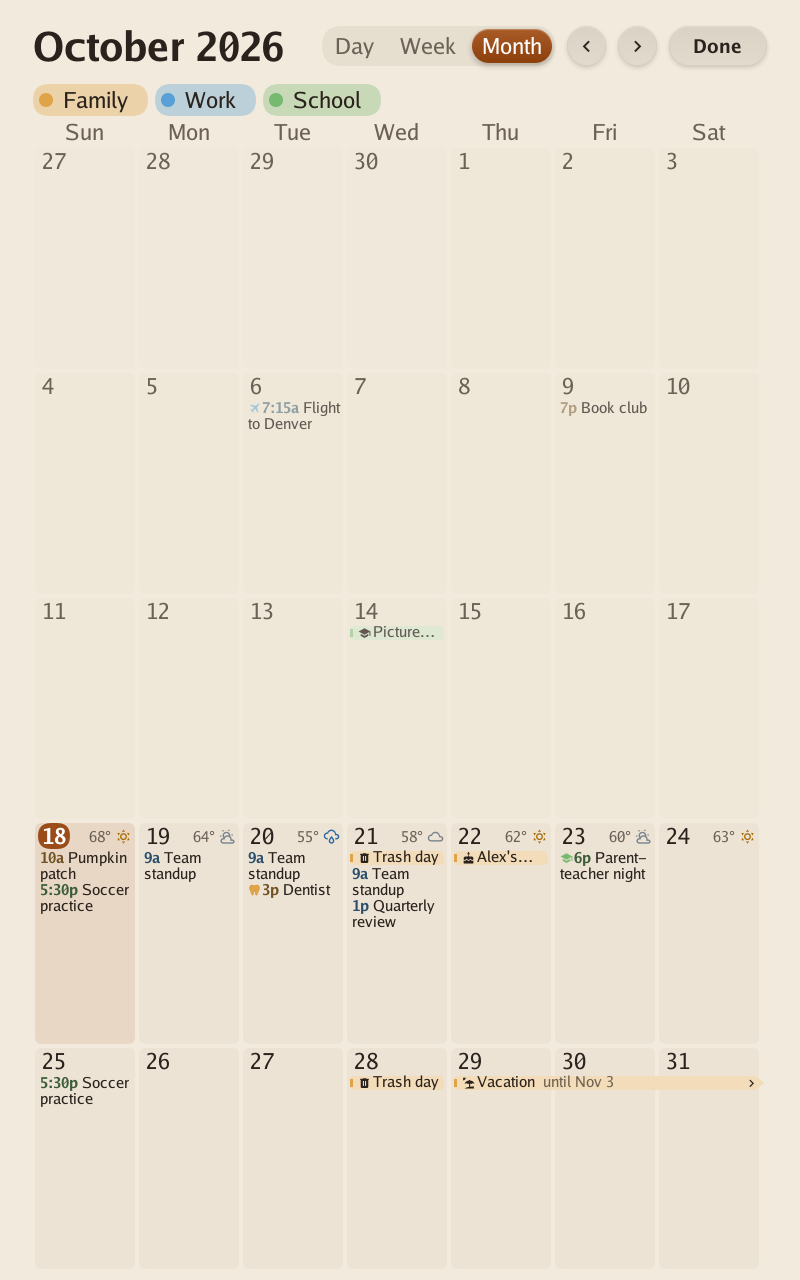 October 2026
Day Week Month Done
Family Work School
Sun Mon Tue Wed Thu Fri Sat
27 28 29 30 1 2 3
4 5 6 7 8 9 10
7:15a Flight
to Denver
7p Book club
11 12 13 14 15 16 17
Picture...
18 68° 19 64° 20 55° 21 58° 22 62° 23 60° 24 63°
10a Pumpkin
patch
5:30p Soccer
practice
9a Team
standup
9a Team
standup
3p Dentist
Trash day
9a Team
standup
1p Quarterly
review
Alex's...
6p Parent–
teacher night
25 26 27 28 29 30 31
5:30p Soccer
practice
Trash day
Vacation until Nov 3